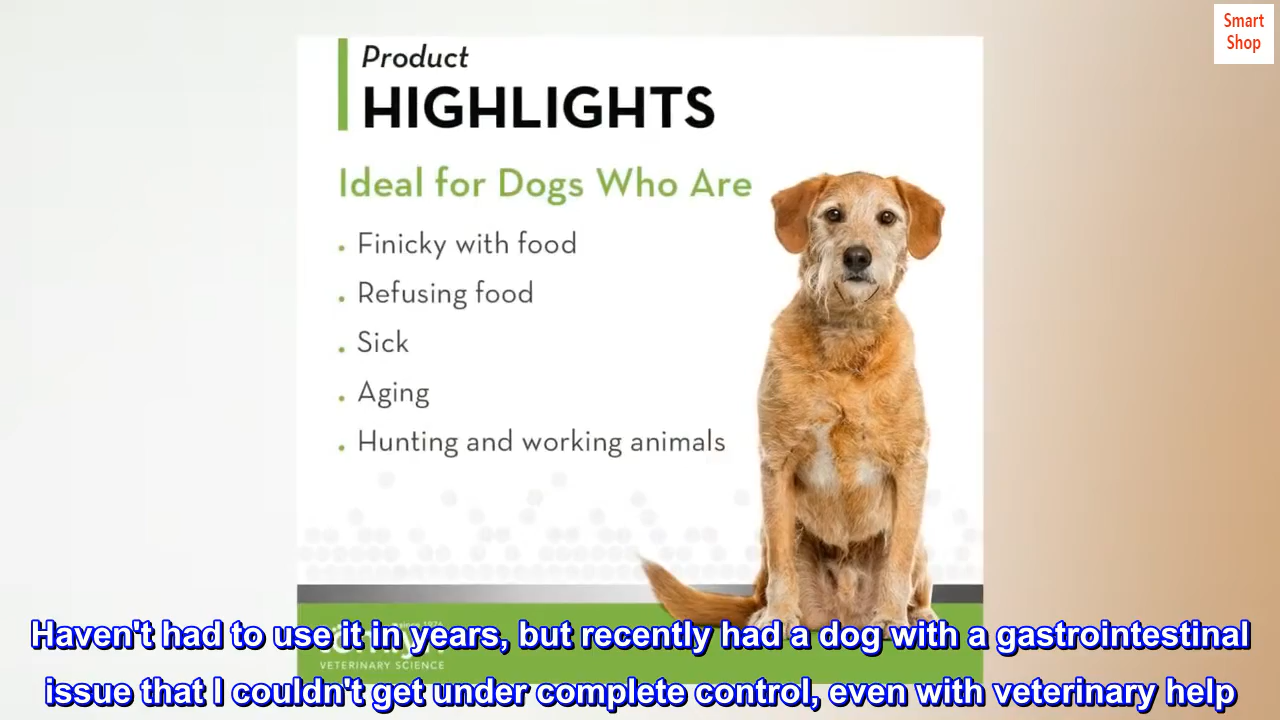 Smart
Shop
Product
HIGHLIGHTS
Ideal for Dogs Who Are
• Finicky with food
• Refusing food
• Sick
• Aging
• Hunting and working animals
since 1974
VETERINARY SCIENCE
Haven't had to use it in years, but recently had a dog with a gastrointestinal
issue that I couldn't get under complete control, even with veterinary help